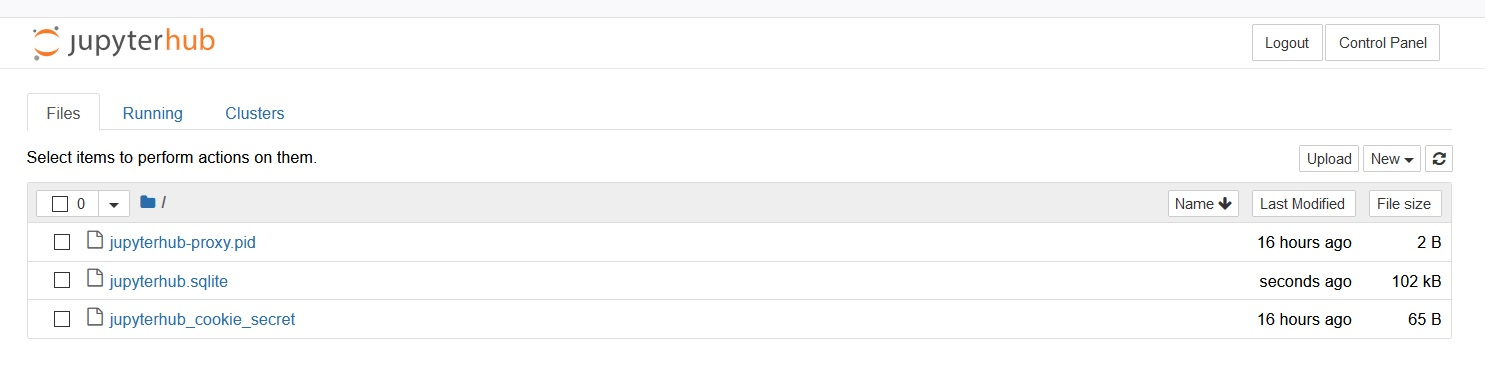 jupyterhub
Logout Control Panel
Files Running Clusters
Select items to perform actions on them.
Upload New
0 / Name Last Modified File size
jupyterhub-proxy.pid 16 hours ago 2 B
jupyterhub.sqlite seconds ago 102 kB
jupyterhub_cookie_secret 16 hours ago 65 B